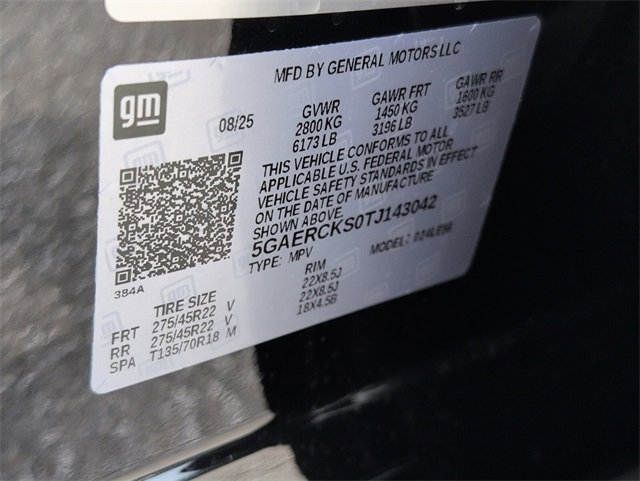 MFD BY GENERAL MOTORS LLC
gm
08/25
GVWR GAWR FRT GAWR RR
2800 KG 1450 KG 1600 KG
6173 LB 3196 LB 3527 LB
THIS VEHICLE CONFORMS TO ALL
APPLICABLE U.S. FEDERAL MOTOR
VEHICLE SAFETY STANDARDS IN EFFECT
ON THE DATE OF MANUFACTURE
SHOWN ABOVE.
5GAERCKS0TJ143042
TYPE: MPV MODEL:
384A
TIRE SIZE RIM
FRT 275/45R22 V 22X8.5J
RR 275/45R22 V 22X8.5J
SPA T135/70R18 M 18X4.5B